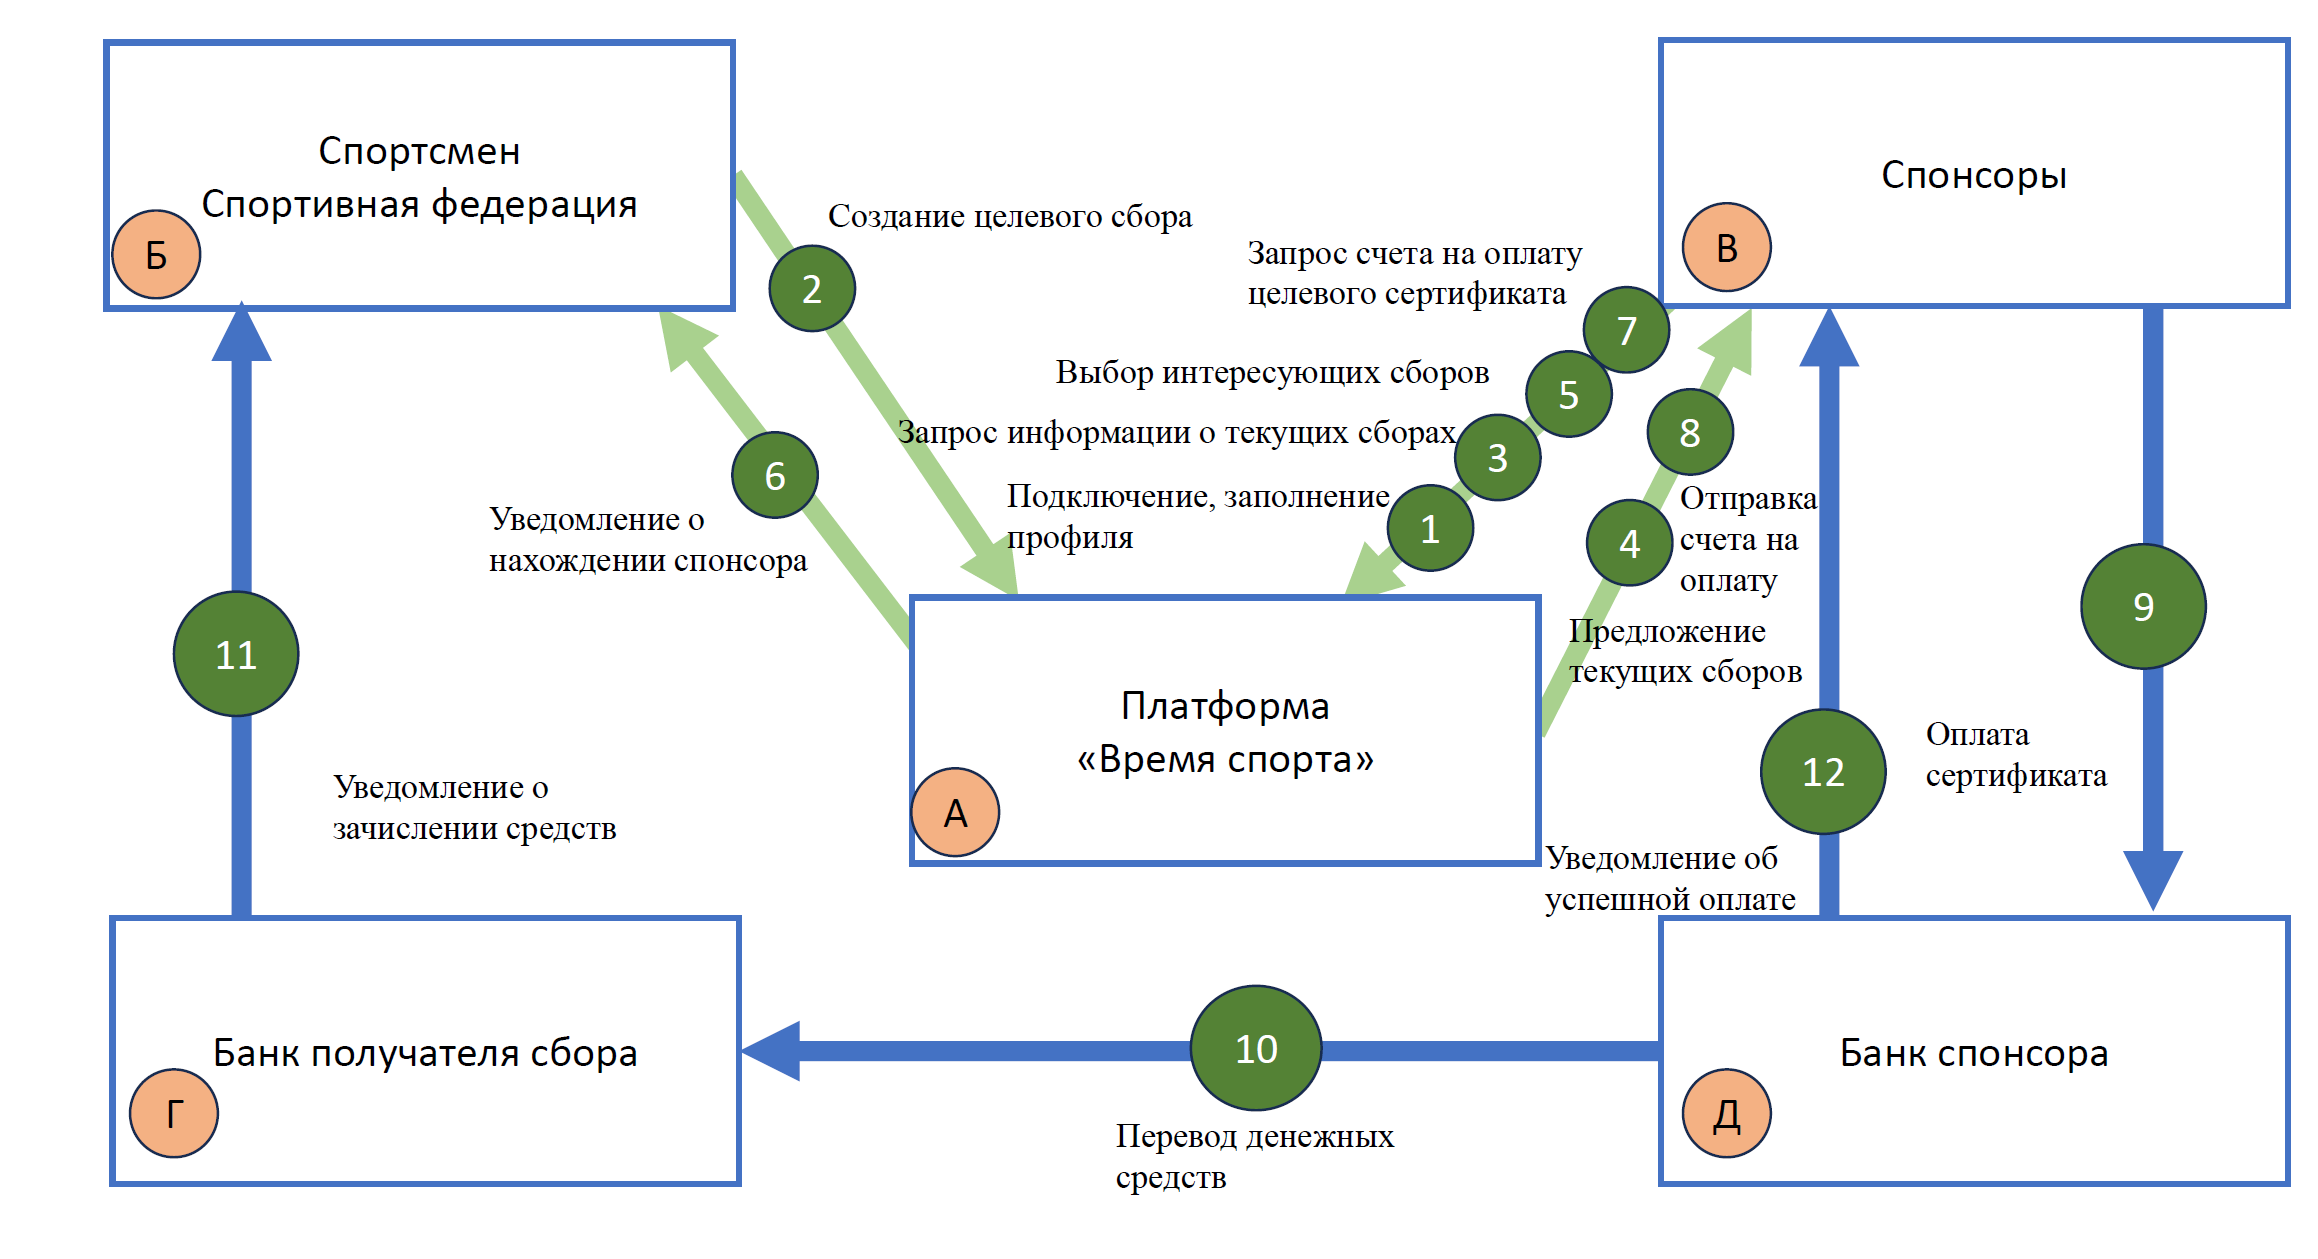 Спортсмен
Спортивная федерация
Б
Спонсоры
В
Создание целевого сбора
2
Запрос счета на оплату
целевого сертификата
7
Выбор интересующих сборов
5
Запрос информации о текущих сборах
3
8
Подключение, заполнение
профиля
1
4
Отправка
счета на
оплату
6
Уведомление о
нахождении спонсора
9
11
Предложение
текущих сборов
Платформа
«Время спорта»
А
12
Оплата
сертификата
Уведомление о
зачислении средств
Уведомление об
успешной оплате
Банк получателя сбора
Г
10
Перевод денежных
средств
Банк спонсора
Д